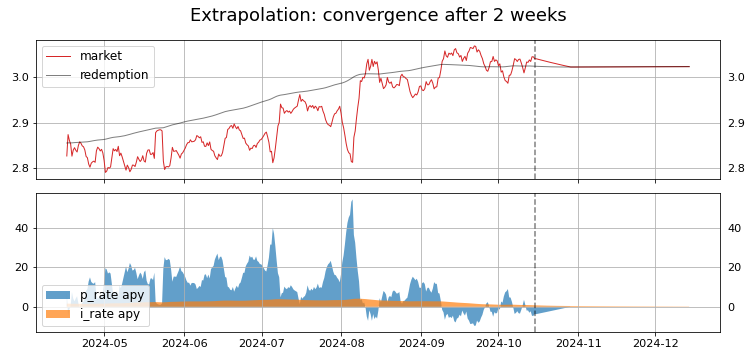 Extrapolation: convergence after 2 weeks
market
redemption
3.0 3.0
2.9 2.9
2.8 2.8
40 40
20 20
0 0
p_rate apy
i_rate apy
2024-05 2024-06 2024-07 2024-08 2024-09 2024-10 2024-11 2024-12